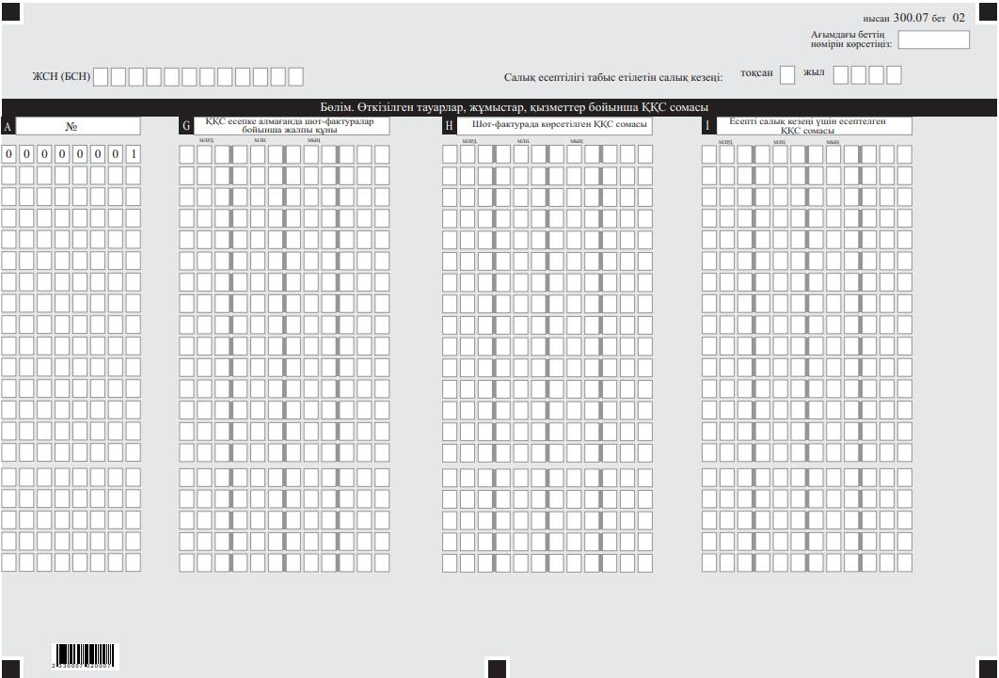 нысан 300.07 бет 02
Ағымдағы беттің
нөмірін көрсетіңіз:
ЖСН (БСН)
Салық есептілігі табыс етілетін салық кезеңі: тоқсан жыл
Бөлім. Өткізілген тауарлар, жұмыстар, қызметтер бойынша ҚҚС сомасы
A №
G ҚҚС есепке алмағанда шот-фактуралар
бойынша жалпы құны
H Шот-фактурада көрсетілген ҚҚС сомасы
I Есепті салық кезеңі үшін есептелген
ҚҚС сомасы
млрд. млн. мың млрд. млн. мың млрд. млн. мың
0 0 0 0 0 0 0 1